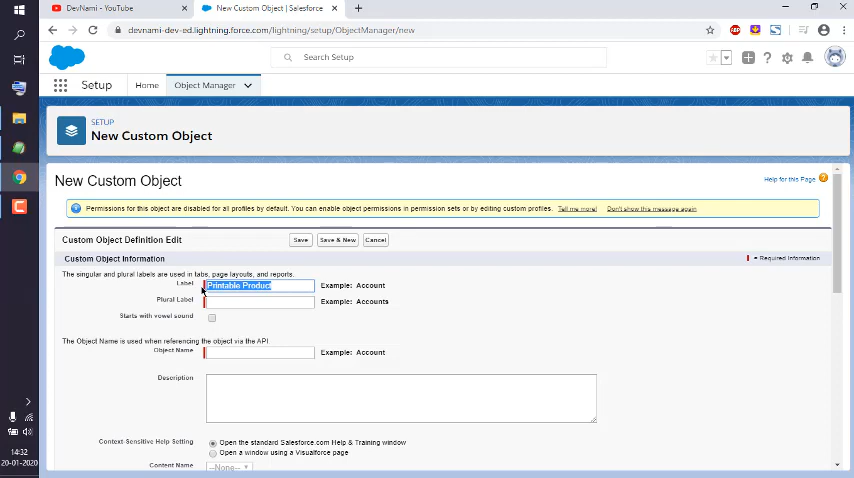 DevNami - YouTube
New Custom Object | Salesforce
devnami-dev-ed.lightning.force.com/lightning/setup/ObjectManager/new
ABP
Search Setup
Setup
Home
Object Manager
SETUP
New Custom Object
New Custom Object
Help for this Page
Permissions for this object are disabled for all profiles by default. You can enable object permissions in permission sets or by editing custom profiles. Tell me more! Don't show this message again
Custom Object Definition Edit
Save
Save & New
Cancel
Custom Object Information
= Required Information
The singular and plural labels are used in tabs, page layouts, and reports.
Label
Printable Product
Example: Account
Plural Label
Example: Accounts
Starts with vowel sound
The Object Name is used when referencing the object via the API.
Object Name
Example: Account
Description
Context-Sensitive Help Setting
Open the standard Salesforce.com Help & Training window
Open a window using a Visualforce page
Content Name
--None--
14:32
20-01-2020